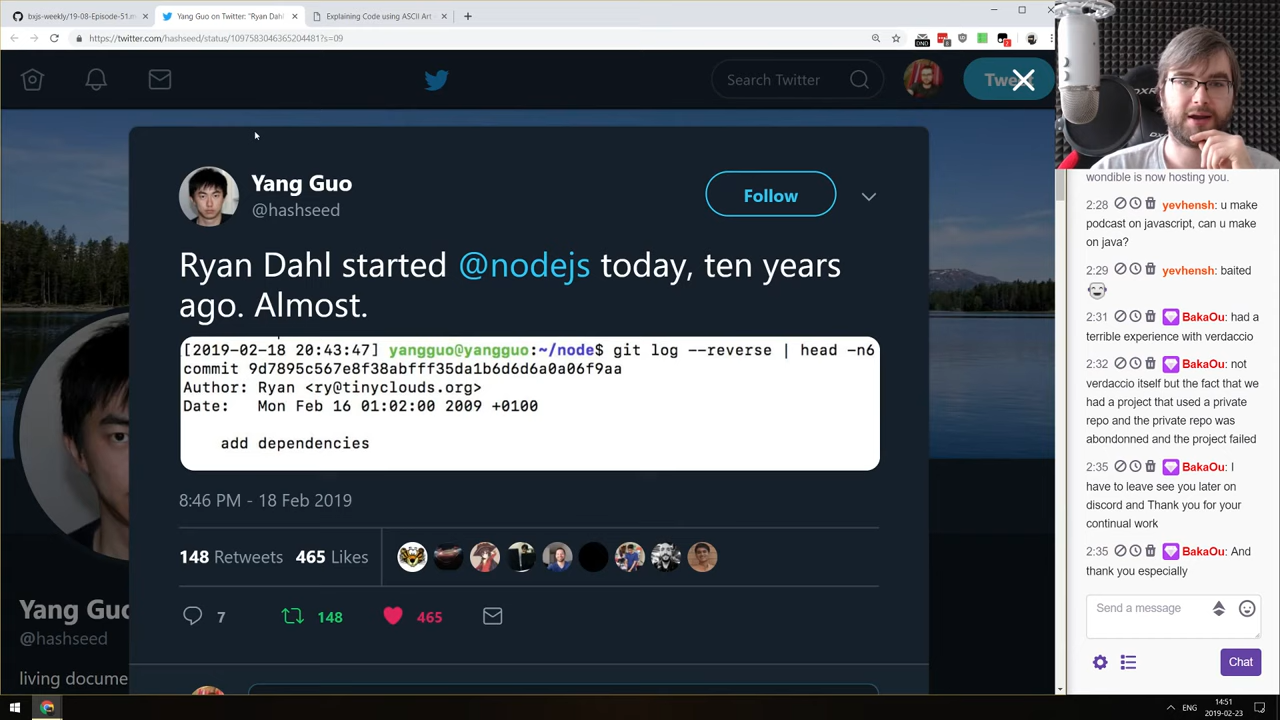 bxjs-weekly/19-08-Episode-51.m
Yang Guo on Twitter: "Ryan Dahl
Explaining Code using ASCII Art
https://twitter.com/hashseed/status/1097583046365204481?s=09
Search Twitter
Yang Guo
@hashseed
Follow
Ryan Dahl started @nodejs today, ten years
ago. Almost.
[2019-02-18 20:43:47] yangguo@yangguo:~/node$ git log --reverse | head -n6
commit 9d7895c567e8f38abfff35da1b6d6d6a0a06f9aa
Author: Ryan <ry@tinyclouds.org>
Date: Mon Feb 16 01:02:00 2009 +0100
add dependencies
8:46 PM - 18 Feb 2019
148 Retweets 465 Likes
7 148 465
Yang Guo
@hashseed
living docume
wondible is now hosting you.
2:28 yevhensh: u make
podcast on javascript, can u make
on java?
2:29 yevhensh: baited
2:31 BakaOu: had a
terrible experience with verdaccio
2:32 BakaOu: not
verdaccio itself but the fact that we
had a project that used a private
repo and the private repo was
abondonned and the project failed
2:35 BakaOu: I
have to leave see you later on
discord and Thank you for your
continual work
2:35 BakaOu: And
thank you especially
Send a message
Chat
ENG
14:51
2019-02-23